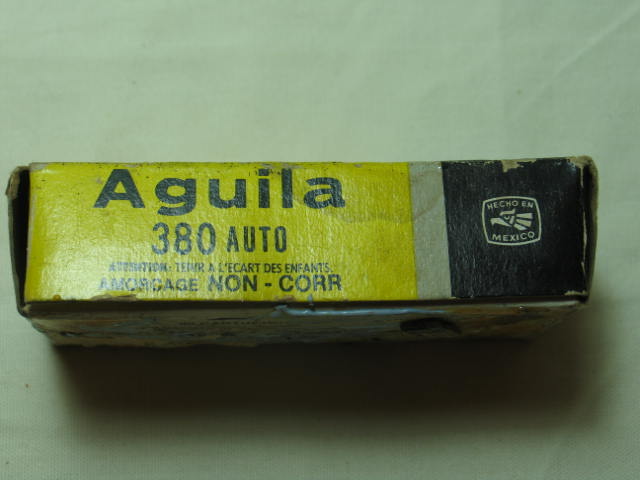 Aguila
380 AUTO
ATTENTION: TENIR A L'ECART DES ENFANTS.
AMORCAGE NON - CORR
HECHO EN
MEXICO